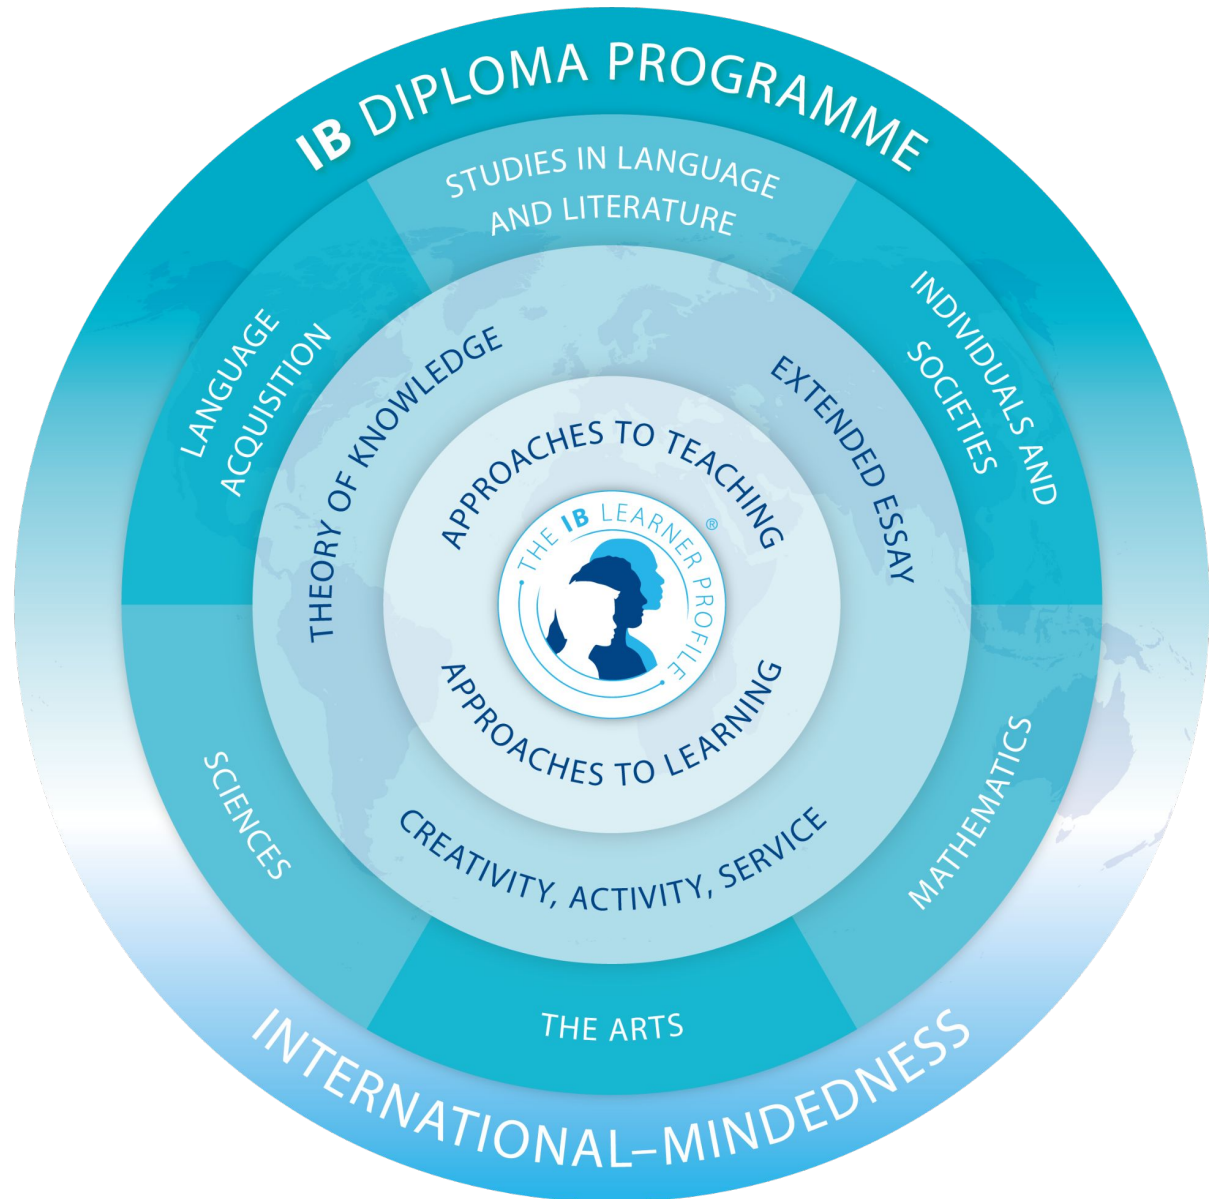 IB DIPLOMA PROGRAMME
STUDIES IN LANGUAGE
AND LITERATURE
LANGUAGE
ACQUISITION
INDIVIDUALS AND
SOCIETIES
THEORY OF KNOWLEDGE
EXTENDED ESSAY
APPROACHES TO TEACHING
THE IB LEARNER PROFILE ®
APPROACHES TO LEARNING
CREATIVITY, ACTIVITY, SERVICE
SCIENCES
MATHEMATICS
THE ARTS
INTERNATIONAL–MINDEDNESS